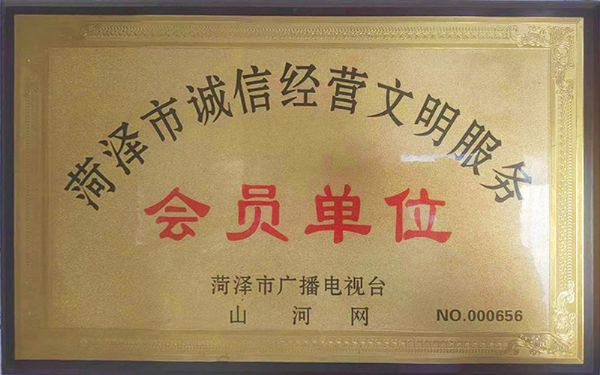 菏泽市诚信经营文明服务
会员单位
菏泽市广播电视台
山河网
NO.000656